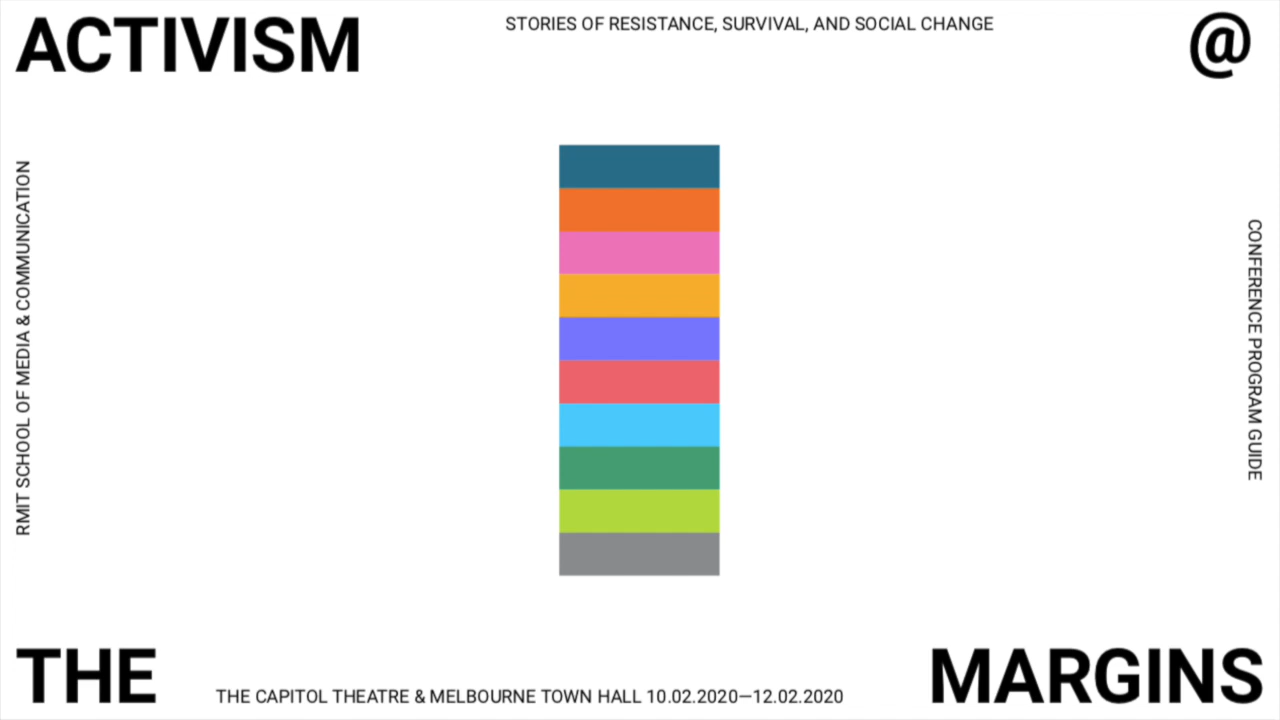 ACTIVISM
STORIES OF RESISTANCE, SURVIVAL, AND SOCIAL CHANGE
@
RMIT SCHOOL OF MEDIA & COMMUNICATION
CONFERENCE PROGRAM GUIDE
THE
THE CAPITOL THEATRE & MELBOURNE TOWN HALL 10.02.2020—12.02.2020
MARGINS